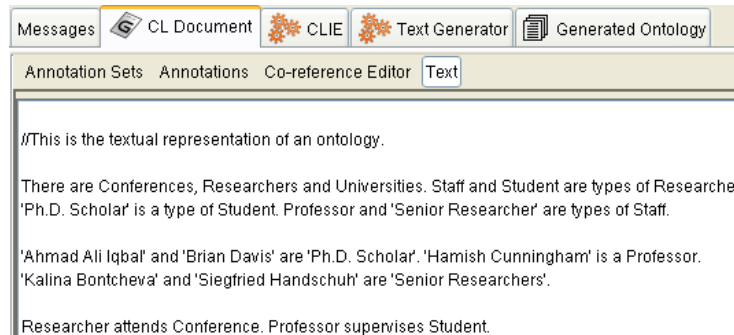 Messages CL Document CLIE Text Generator Generated Ontology
Annotation Sets Annotations Co-reference Editor Text
//This is the textual representation of an ontology.
There are Conferences, Researchers and Universities. Staff and Student are types of Researche
'Ph.D. Scholar' is a type of Student. Professor and 'Senior Researcher' are types of Staff.
'Ahmad Ali Iqbal' and 'Brian Davis' are 'Ph.D. Scholar'. 'Hamish Cunningham' is a Professor.
'Kalina Bontcheva' and 'Siegfried Handschuh' are 'Senior Researchers'.
Researcher attends Conference. Professor supervises Student.